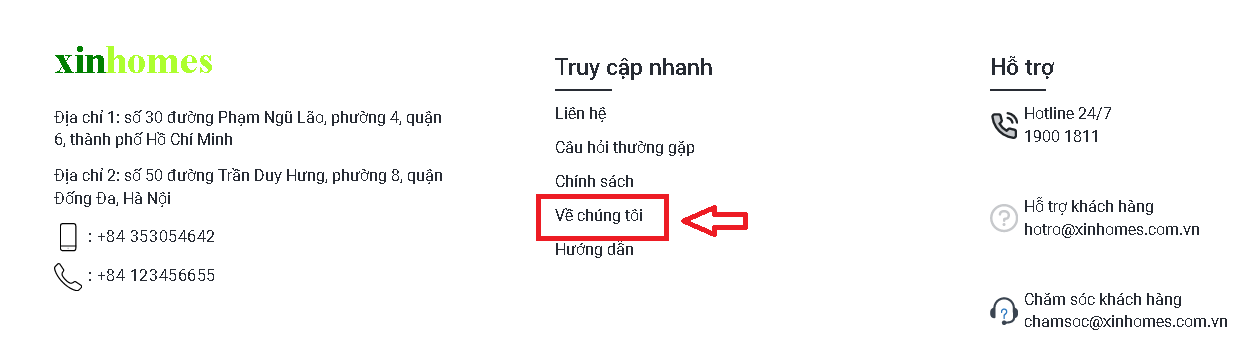 xinhomes
Địa chỉ 1: số 30 đường Phạm Ngũ Lão, phường 4, quận
6, thành phố Hồ Chí Minh
Địa chỉ 2: số 50 đường Trần Duy Hưng, phường 8, quận
Đống Đa, Hà Nội
: +84 353054642
: +84 123456655
Truy cập nhanh
Liên hệ
Câu hỏi thường gặp
Chính sách
Về chúng tôi
Hướng dẫn
Hỗ trợ
Hotline 24/7
1900 1811
Hỗ trợ khách hàng
hotro@xinhomes.com.vn
Chăm sóc khách hàng
chamsoc@xinhomes.com.vn